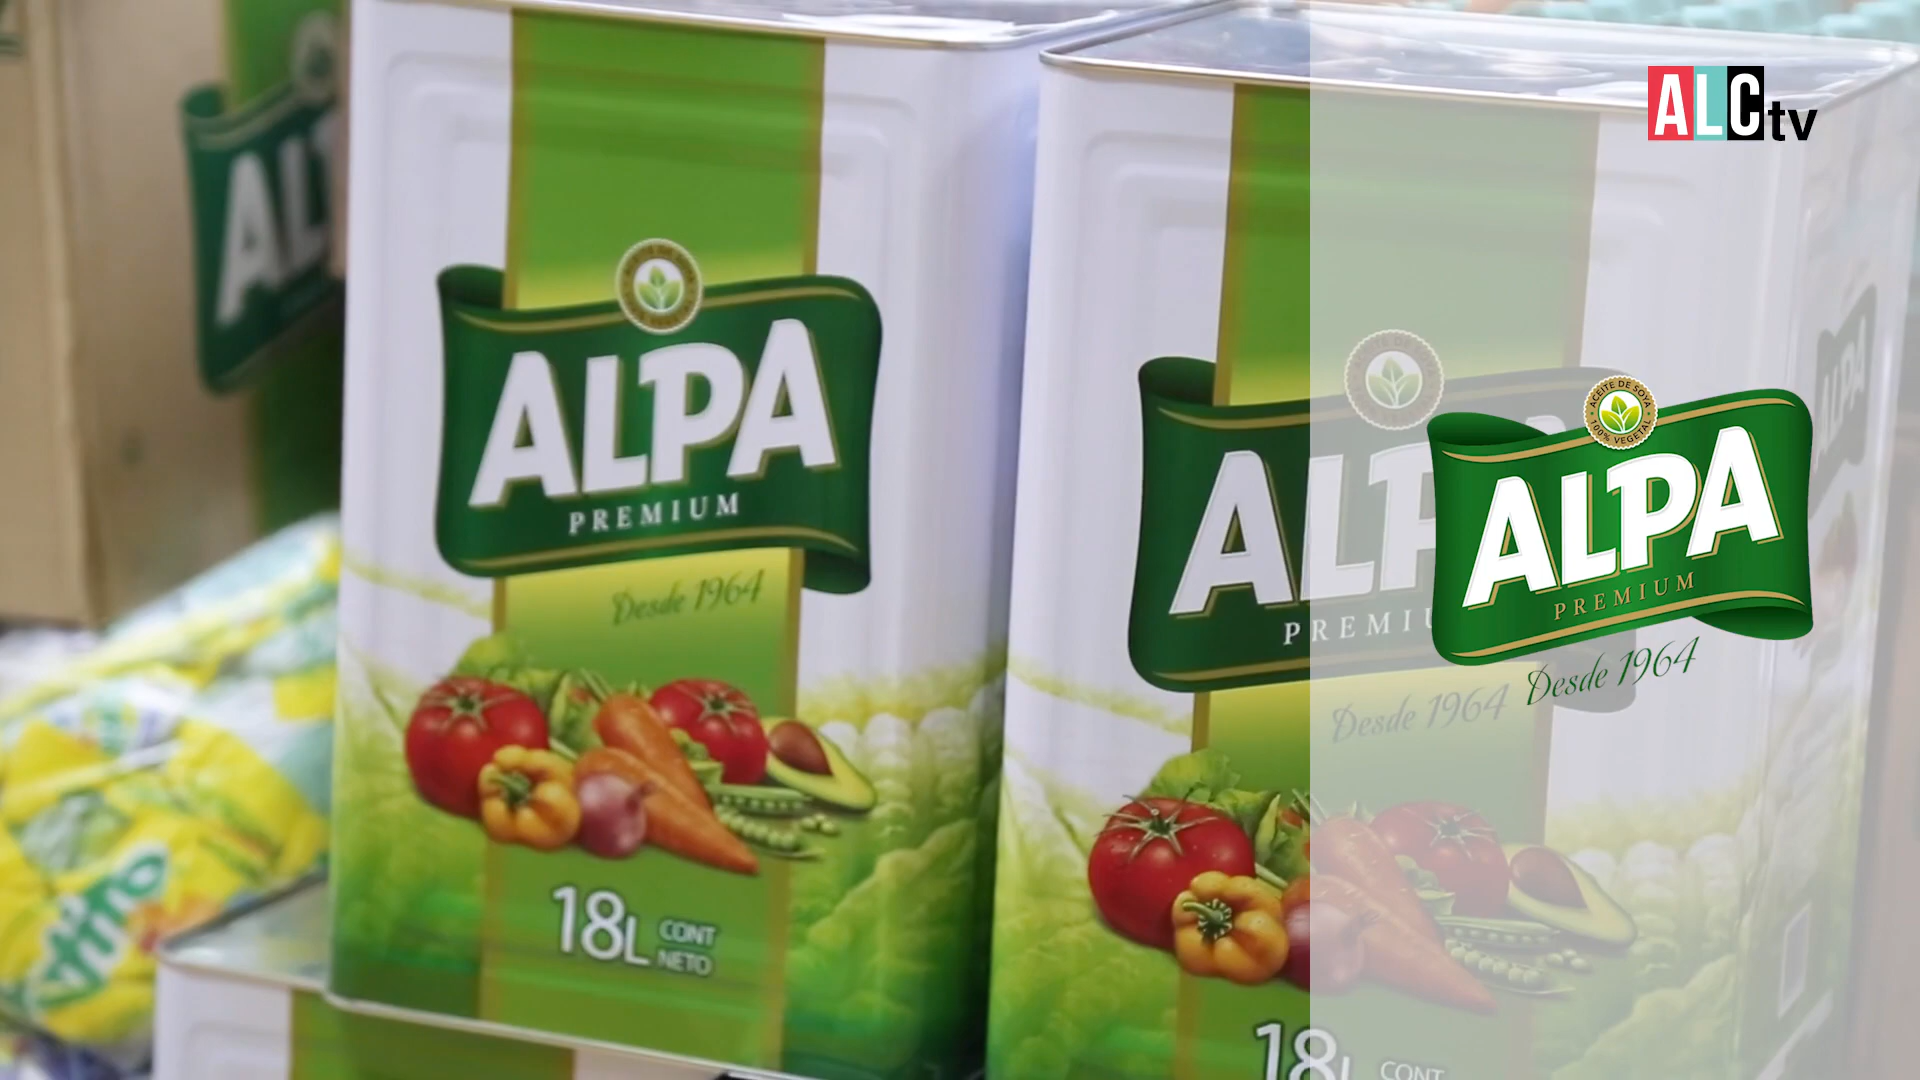 ALPA
PREMIUM
Desde 1964
18L CONT
NETO
ALPA
PREMIU
Desde 1964
18L CONT
ALCtv
ACEITE DE SOYA
100% VEGETAL
ALPA
PREMIUM
Desde 1964